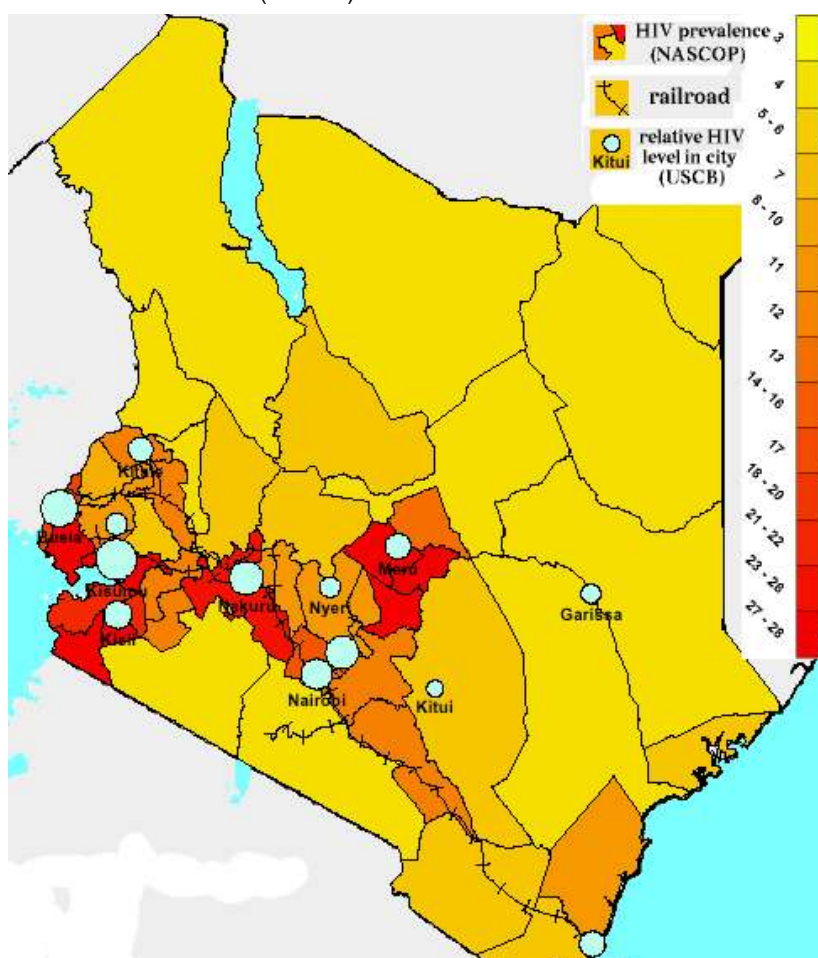 HIV prevalence
(NASCOP)
railroad
relative HIV
level in city
(USCB)
Kitui
3
4
5 - 6
7
8 - 10
11
12
13
14 - 16
17
18 - 20
21 - 22
23 - 26
27 - 28
Kitale
Busia
Kisumu
Kisii
Nakuru
Nyeri
Meru
Garissa
Nairobi
Kitui